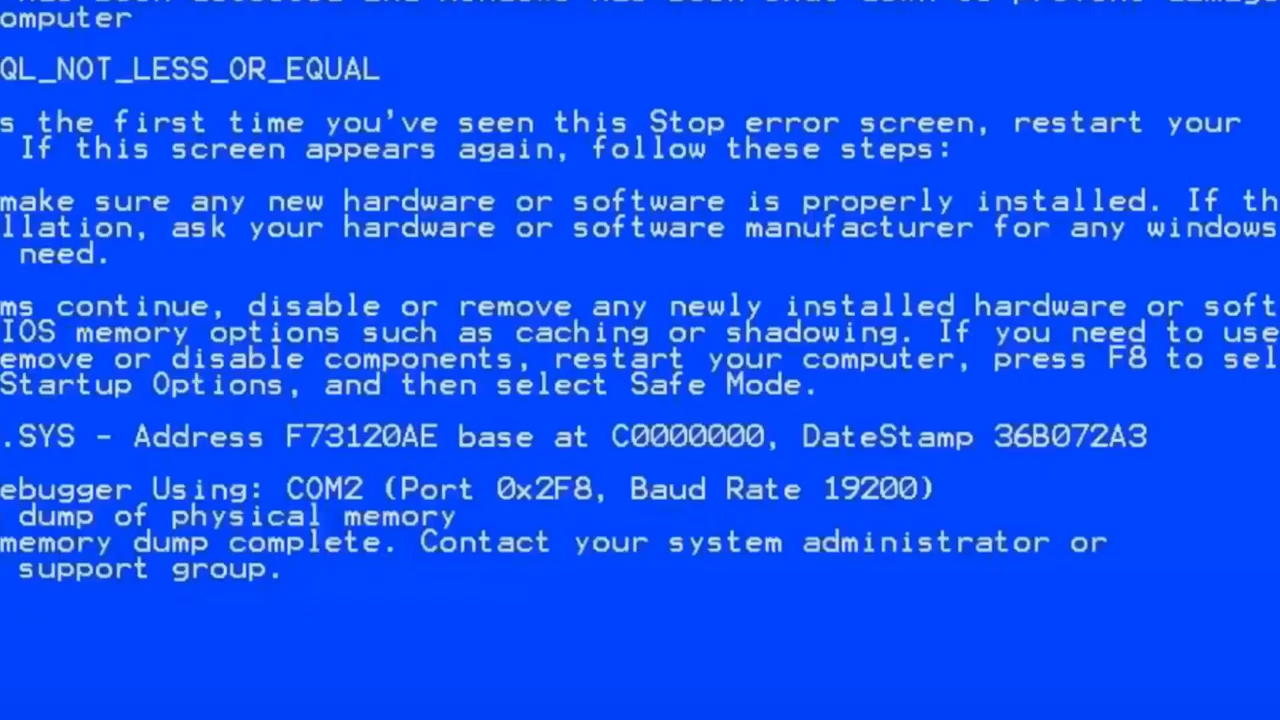 omputer
QL_NOT_LESS_OR_EQUAL
s the first time you've seen this Stop error screen, restart your
If this screen appears again, follow these steps:
make sure any new hardware or software is properly installed. If th
llation, ask your hardware or software manufacturer for any windows
need.
ms continue, disable or remove any newly installed hardware or soft
IOS memory options such as caching or shadowing. If you need to use
emove or disable components, restart your computer, press F8 to sel
Startup Options, and then select Safe Mode.
.SYS - Address F73120AE base at C0000000, DateStamp 36B072A3
ebugger Using: COM2 (Port 0x2F8, Baud Rate 19200)
dump of physical memory
memory dump complete. Contact your system administrator or
support group.